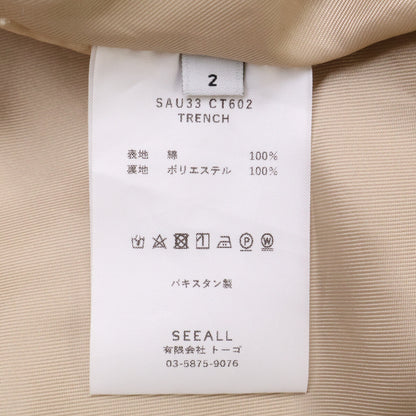 2
SAU33 CT602
TRENCH
表地 綿 100%
裏地 ポリエステル 100%
パキスタン製
SEEALL
有限会社 トーゴ
03-5875-9076